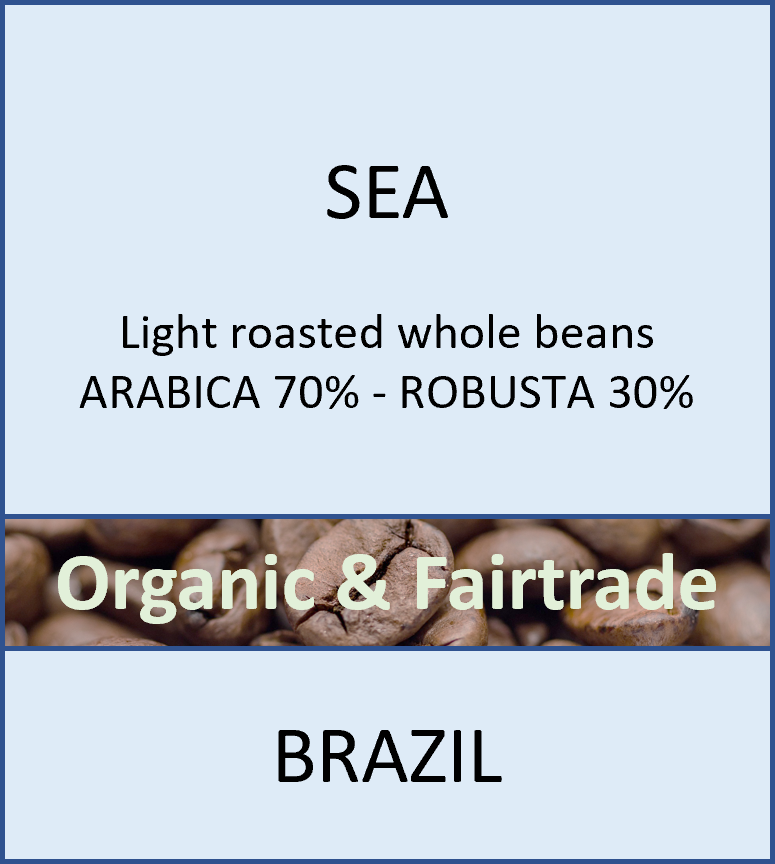 SEA
Light roasted whole beans
ARABICA 70% - ROBUSTA 30%
Organic & Fairtrade
BRAZIL